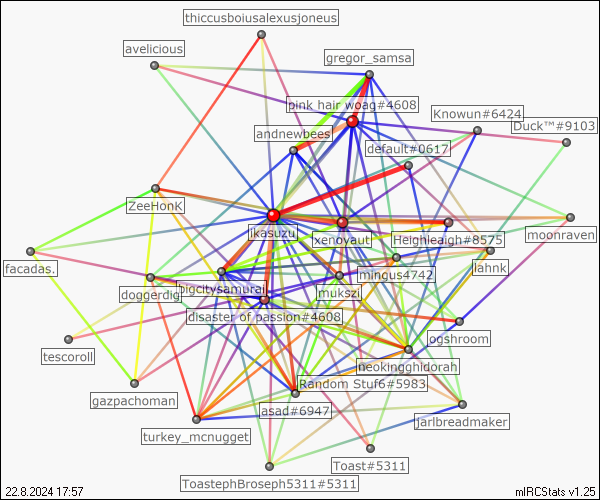 thiccusboiusalexusjoneus
avelicious
gregor_samsa
pink hair woag#4608
Knowun#6424
Duck™#9103
andnewbees
default#0617
ZeeHonK
ikasuzu
xenovaut
Heighleaigh#8575
moonraven
facadas.
doggerdig
bigcitysamurai
mukszi
mingus4742
lahnk
disaster of passion#4608
ogshroom
tescoroll
neokingghidorah
Random Stuf6#5983
gazpachoman
asad#6947
jarlbreadmaker
turkey_mcnugget
Toast#5311
ToastephBroseph5311#5311
22.8.2024 17:57
mIRCStats v1.25